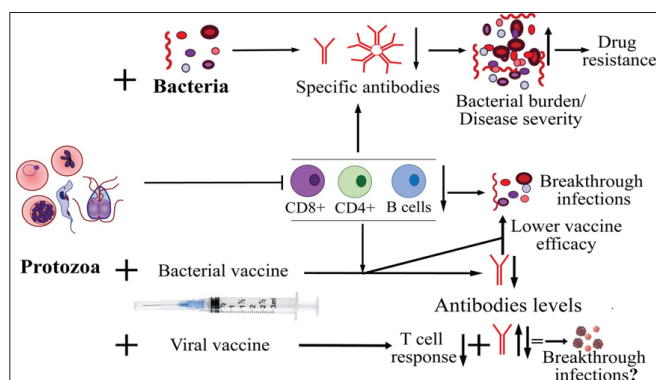 +
Bacteria
Specific antibodies
Bacterial burden/
Disease severity
Drug
resistance
CD8+
CD4+
B cells
Breakthrough
infections
Lower vaccine
efficacy
Protozoa
+
Bacterial vaccine
Antibodies levels
+
Viral vaccine
T cell
response
+
=
Breakthrough
infections?